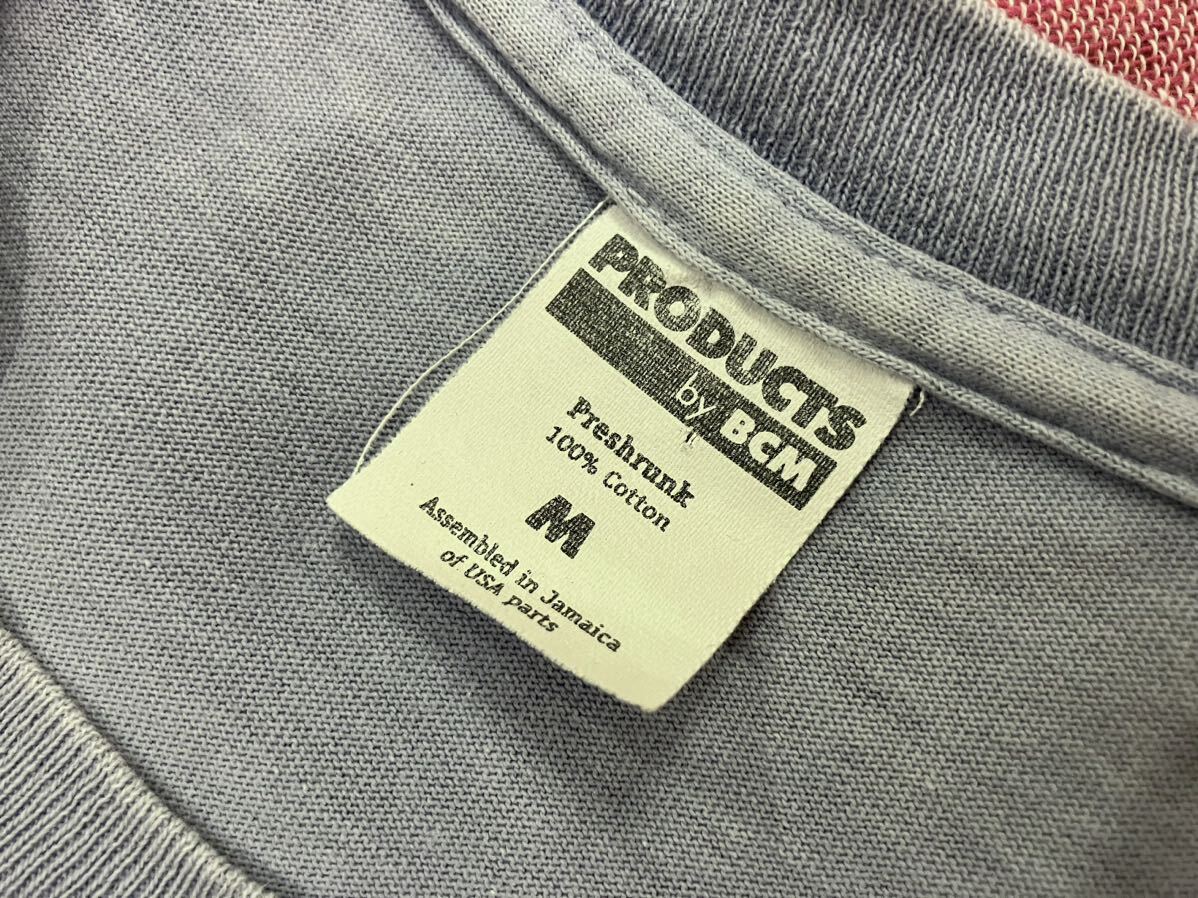 PRODUCTS
by BCM
Preshrunk
100% Cotton
M
Assembled in Jamaica
of USA parts